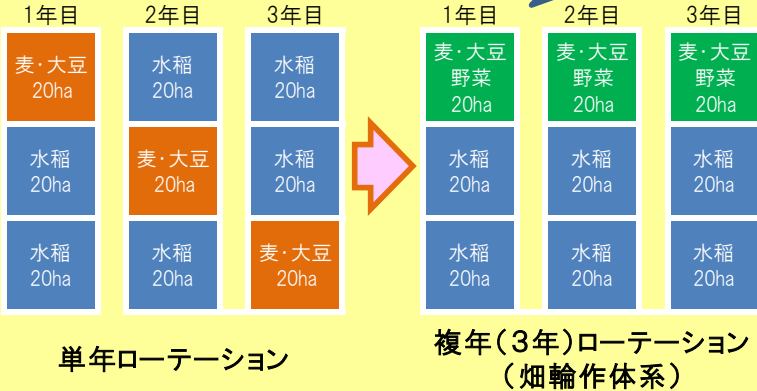 1年目 2年目 3年目
麦・大豆
20ha
水稲
20ha
水稲
20ha
水稲
20ha
麦・大豆
20ha
水稲
20ha
水稲
20ha
水稲
20ha
麦・大豆
20ha
単年ローテーション
1年目 2年目 3年目
麦・大豆
野菜
20ha
麦・大豆
野菜
20ha
麦・大豆
野菜
20ha
水稲
20ha
水稲
20ha
水稲
20ha
水稲
20ha
水稲
20ha
水稲
20ha
複年(3年)ローテーション
(畑輪作体系)